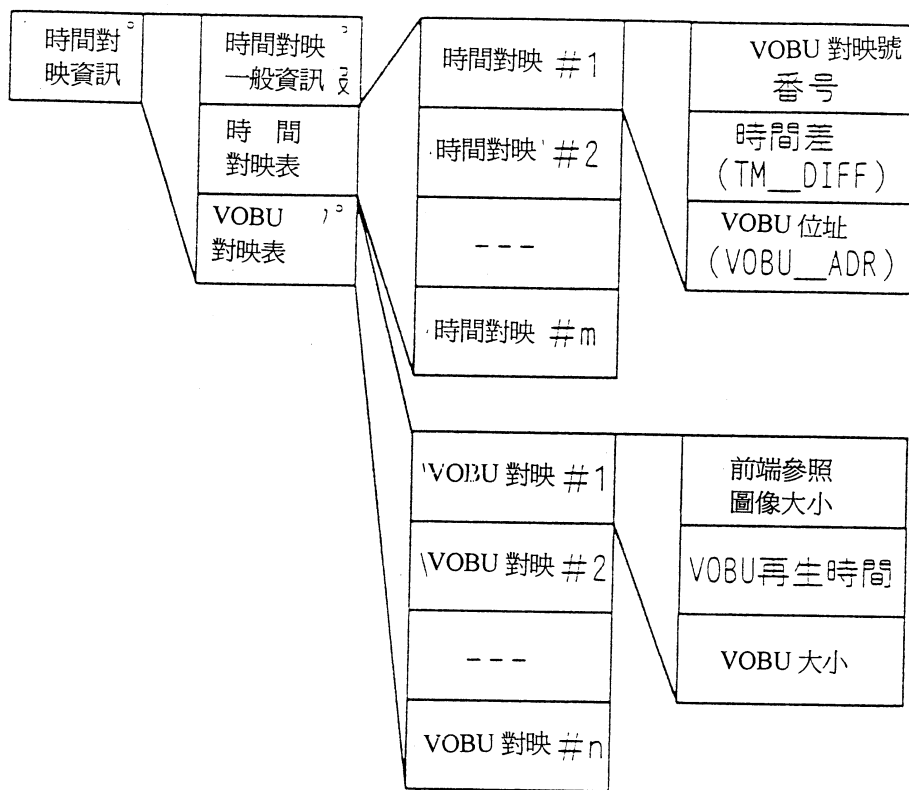 時間對
映資訊
時間對映
一般資訊
時 間
對映表
VOBU
對映表
時間對映 #1
時間對映 #2
---
時間對映 #m
VOBU 對映號
番号
時間差
(TM__DIFF)
VOBU 位址
(VOBU__ADR)
VOBU 對映 #1
VOBU 對映 #2
---
VOBU 對映 #n
前端參照
圖像大小
VOBU再生時間
VOBU 大小